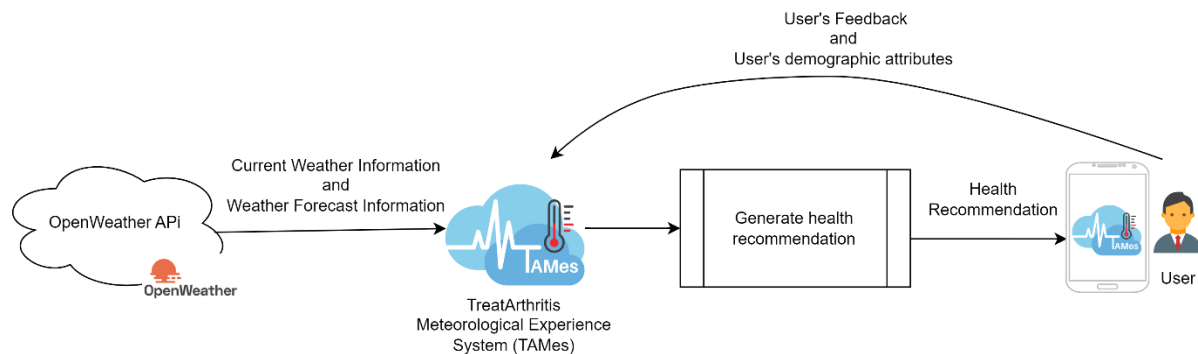 User's Feedback
and
User's demographic attributes
Current Weather Information
and
Weather Forecast Information
OpenWeather APi
OpenWeather
TAMes
TreatArthritis
Meteorological Experience
System (TAMes)
Generate health
recommendation
Health
Recommendation
TAMes
User